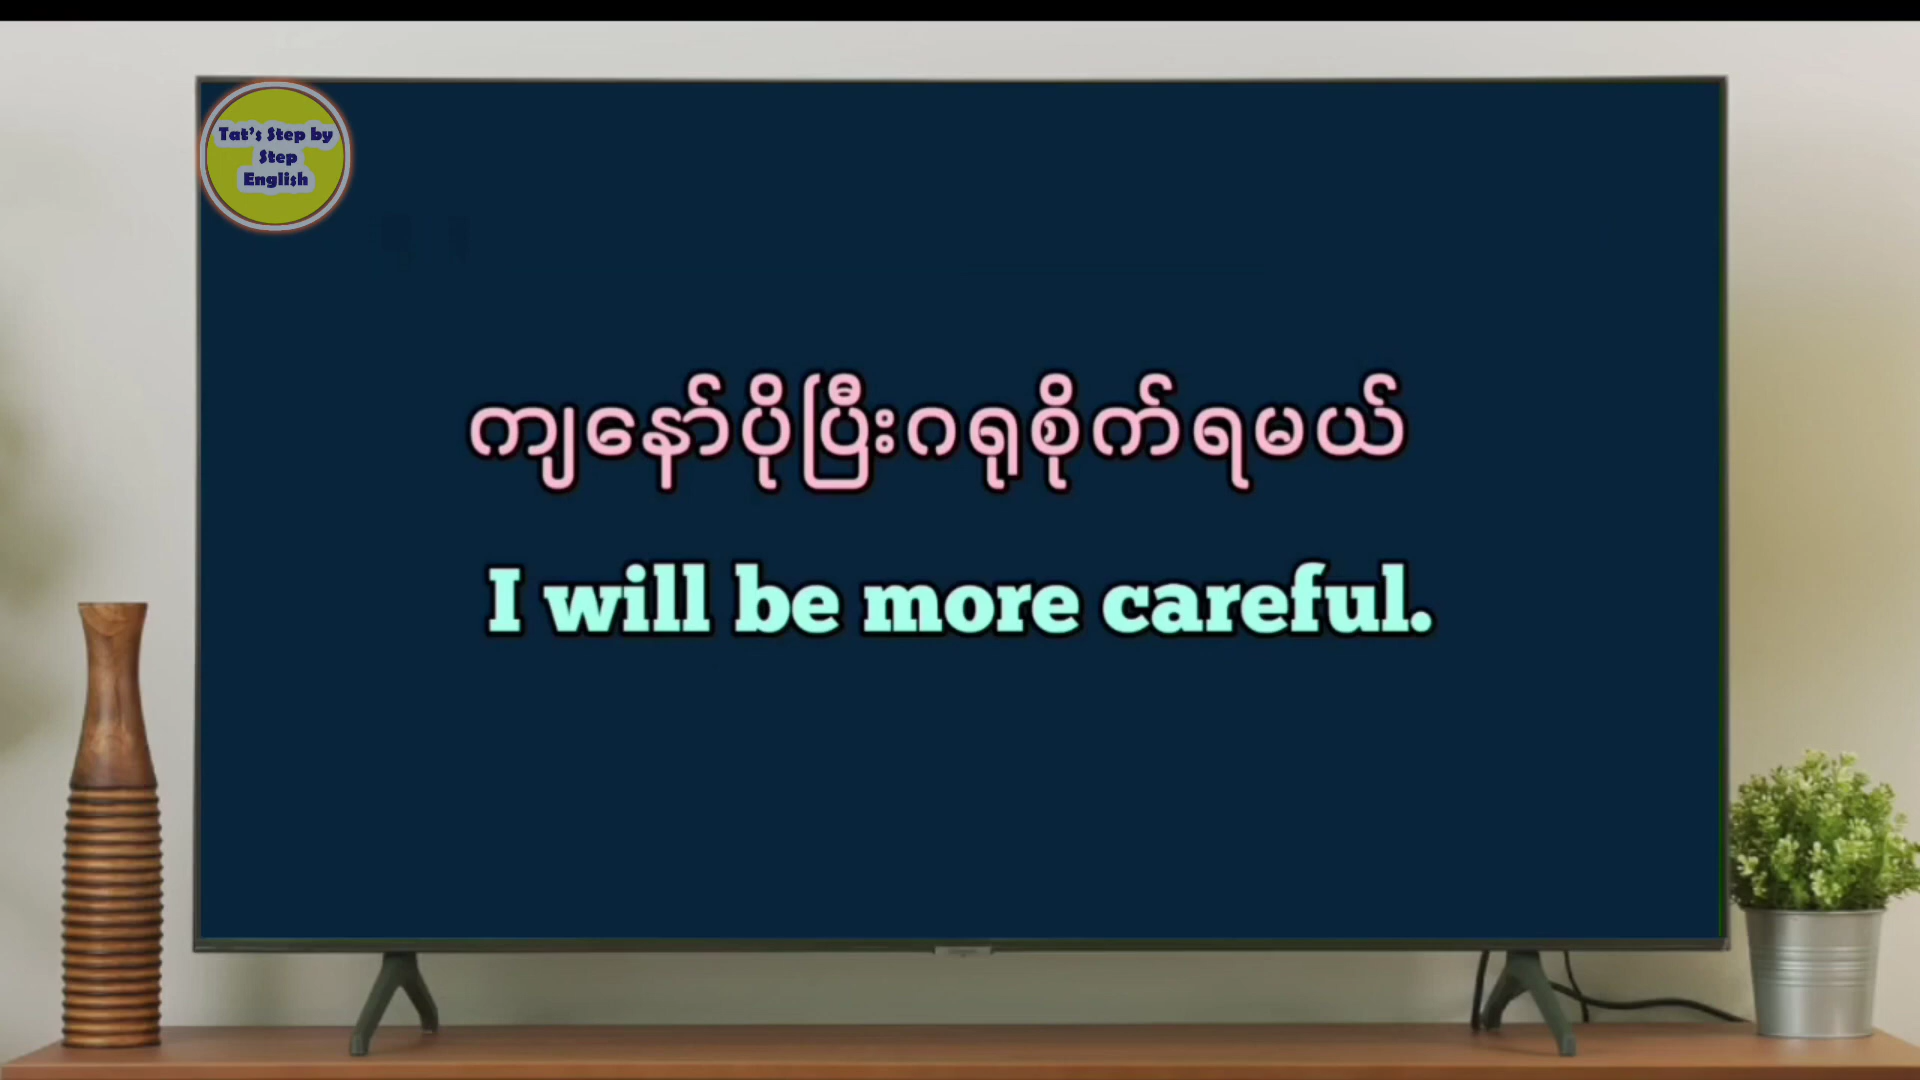 Tat's Step by
Step
English
ကျနော်ပိုပြီးဂရုစိုက်ရမယ်
I will be more careful.